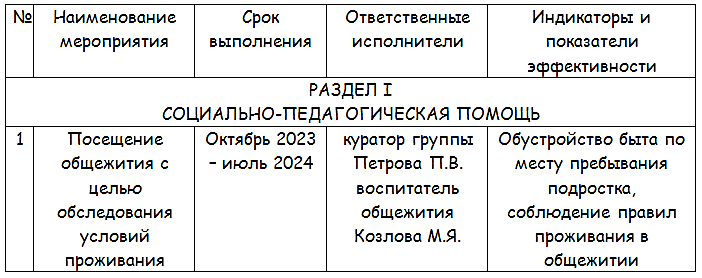 № Наименование мероприятия Срок выполнения Ответственные исполнители Индикаторы и показатели эффективности
РАЗДЕЛ I
СОЦИАЛЬНО-ПЕДАГОГИЧЕСКАЯ ПОМОЩЬ
1
Посещение
общежития с
целью
обследования
условий
проживания
Октябрь 2023
– июль 2024
куратор группы
Петрова П.В.
воспитатель
общежития
Козлова М.Я.
Обустройство быта по
месту пребывания
подростка,
соблюдение правил
проживания в
общежитии